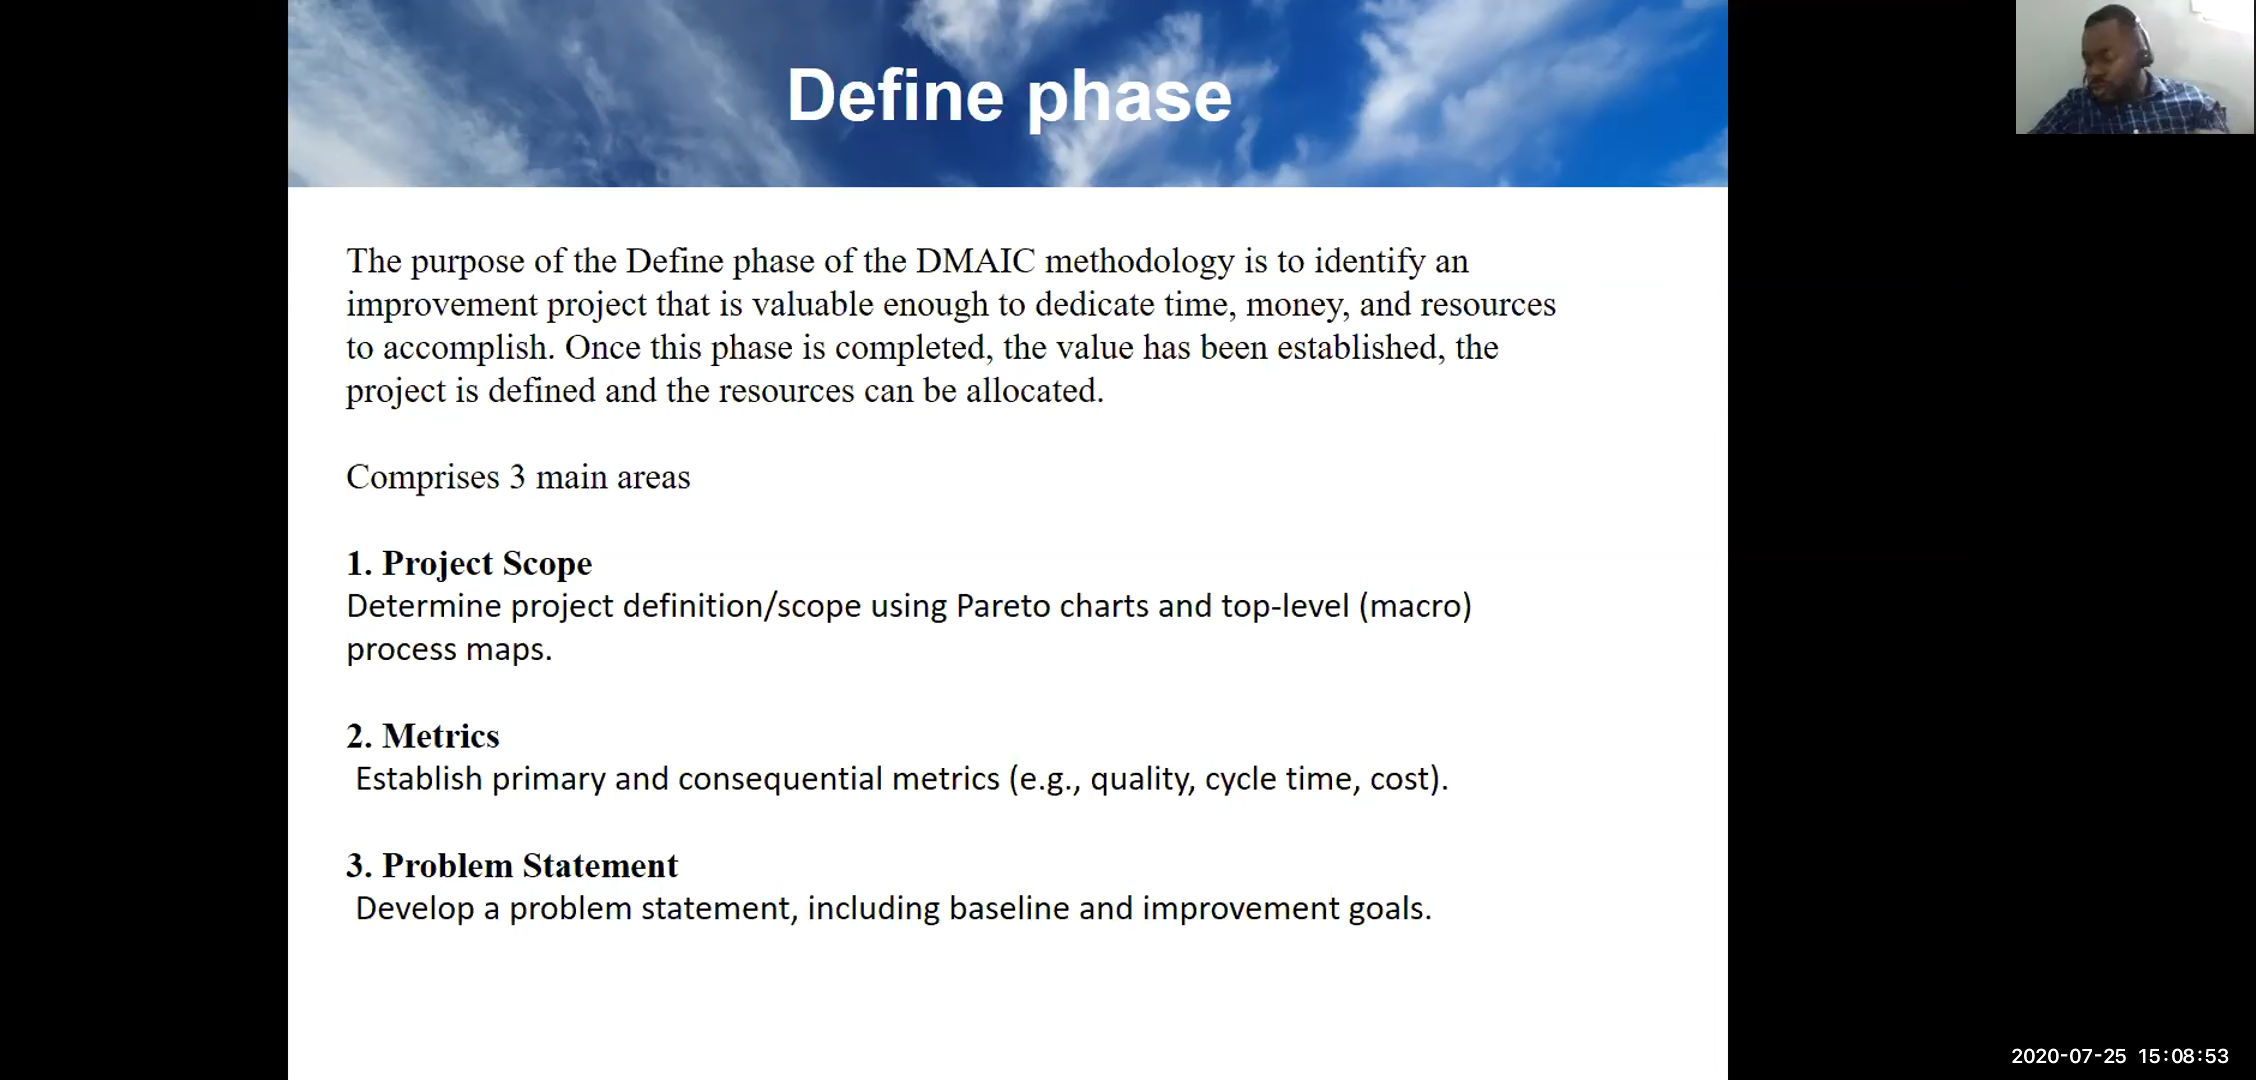 Define phase
The purpose of the Define phase of the DMAIC methodology is to identify an
improvement project that is valuable enough to dedicate time, money, and resources
to accomplish. Once this phase is completed, the value has been established, the
project is defined and the resources can be allocated.
Comprises 3 main areas
1. Project Scope
Determine project definition/scope using Pareto charts and top-level (macro)
process maps.
2. Metrics
Establish primary and consequential metrics (e.g., quality, cycle time, cost).
3. Problem Statement
Develop a problem statement, including baseline and improvement goals.
2020-07-25 15:08:53